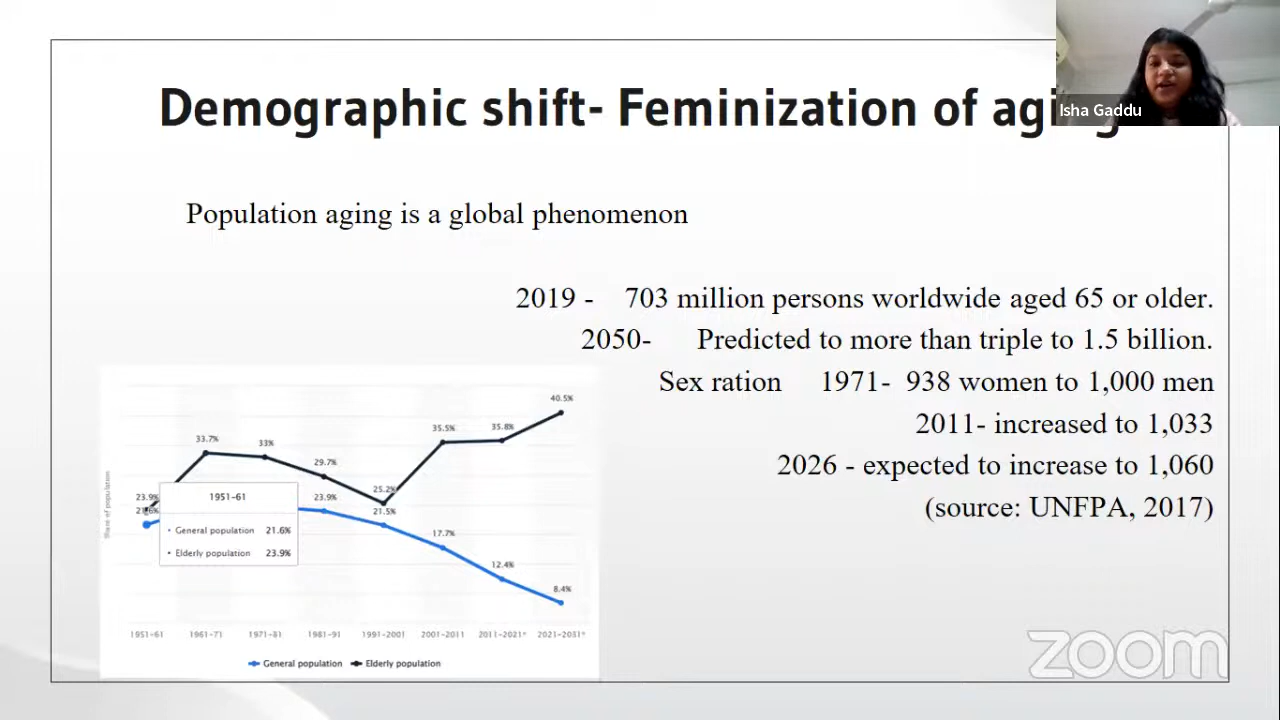 Demographic shift- Feminization of aging
Isha Gaddu
Population aging is a global phenomenon
2019 - 703 million persons worldwide aged 65 or older.
2050- Predicted to more than triple to 1.5 billion.
Sex ration 1971- 938 women to 1,000 men
2011- increased to 1,033
2026 - expected to increase to 1,060
(source: UNFPA, 2017)
40.5%
35.5%
35.8%
33.7%
33%
29.7%
25.2%
23.9%
21.6%
1951-61
General population 21.6%
Elderly population 23.9%
23.9%
21.5%
17.7%
12.4%
8.4%
Share of population
1951-61 1961-71 1971-81 1981-91 1991-2001 2001-2011 2011-2021* 2021-2031*
General population Elderly population
zoom